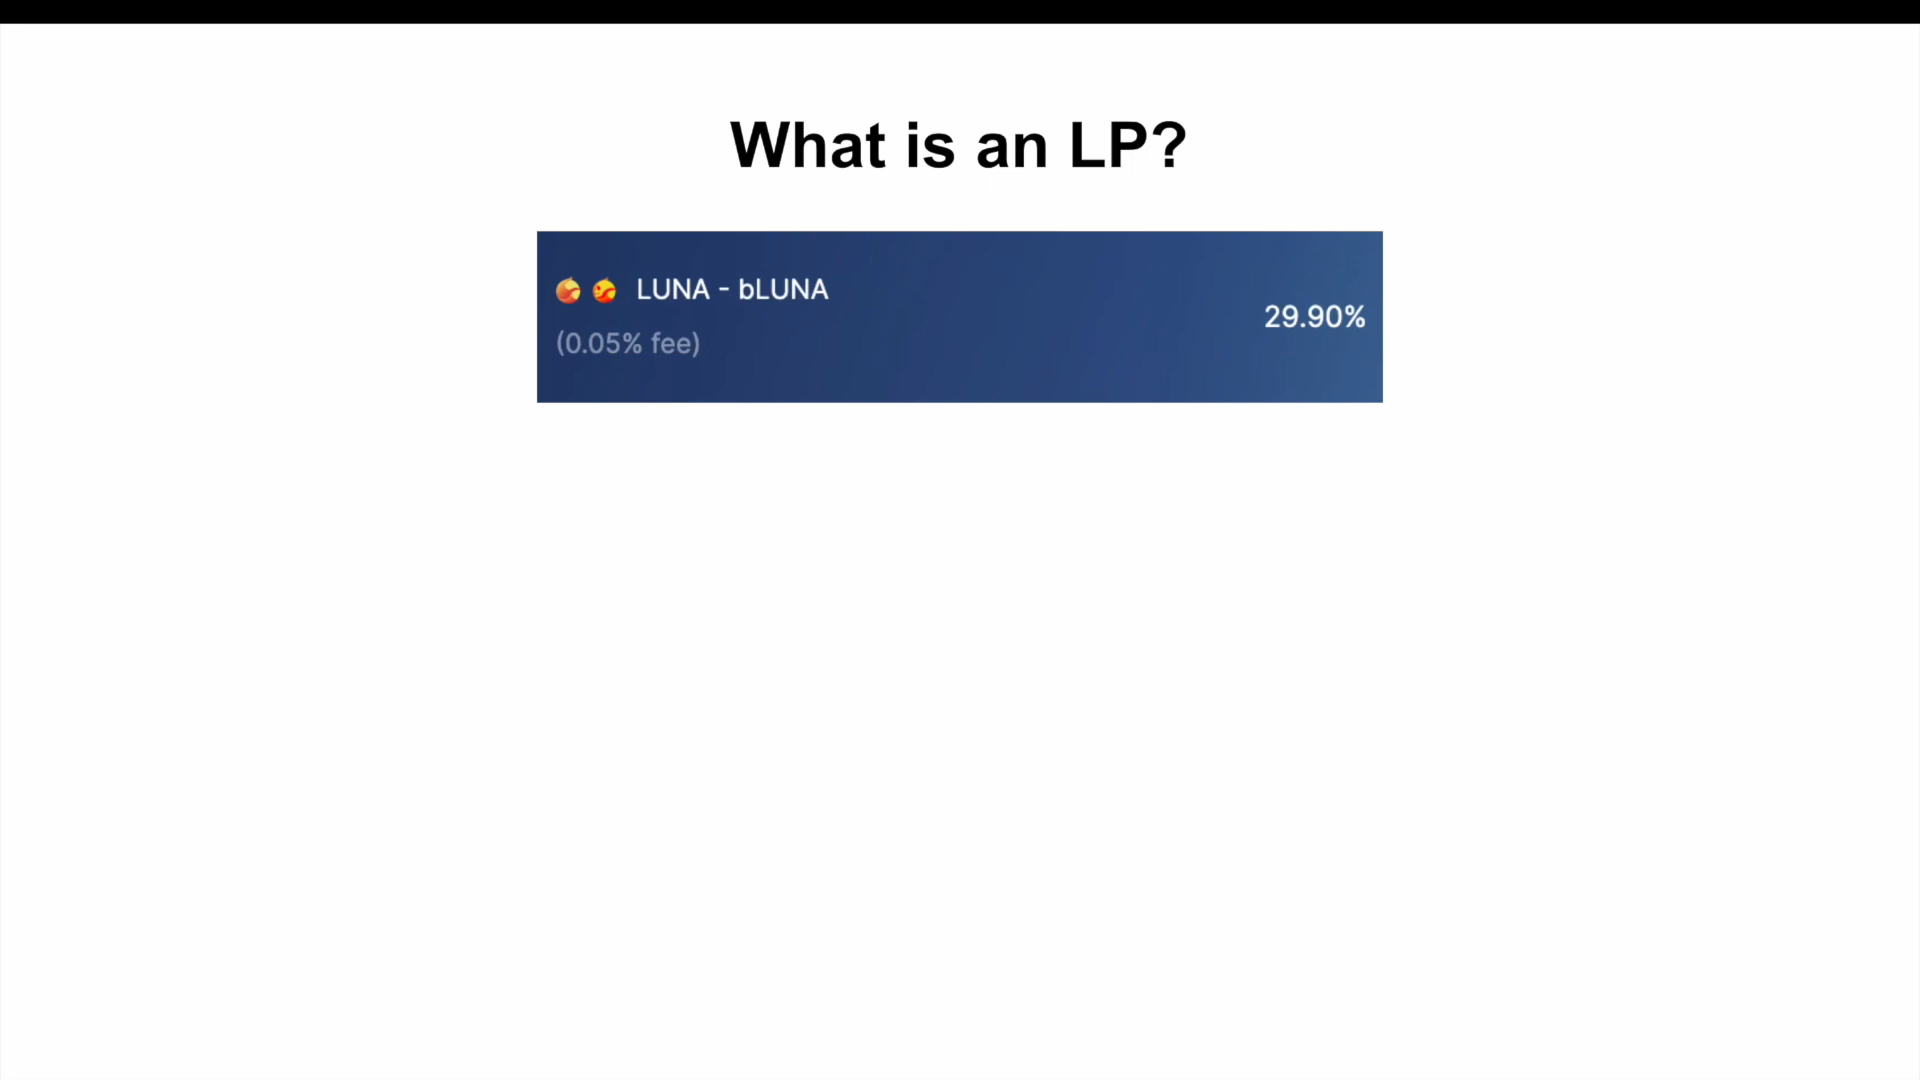 What is an LP?
LUNA - bLUNA
29.90%
(0.05% fee)